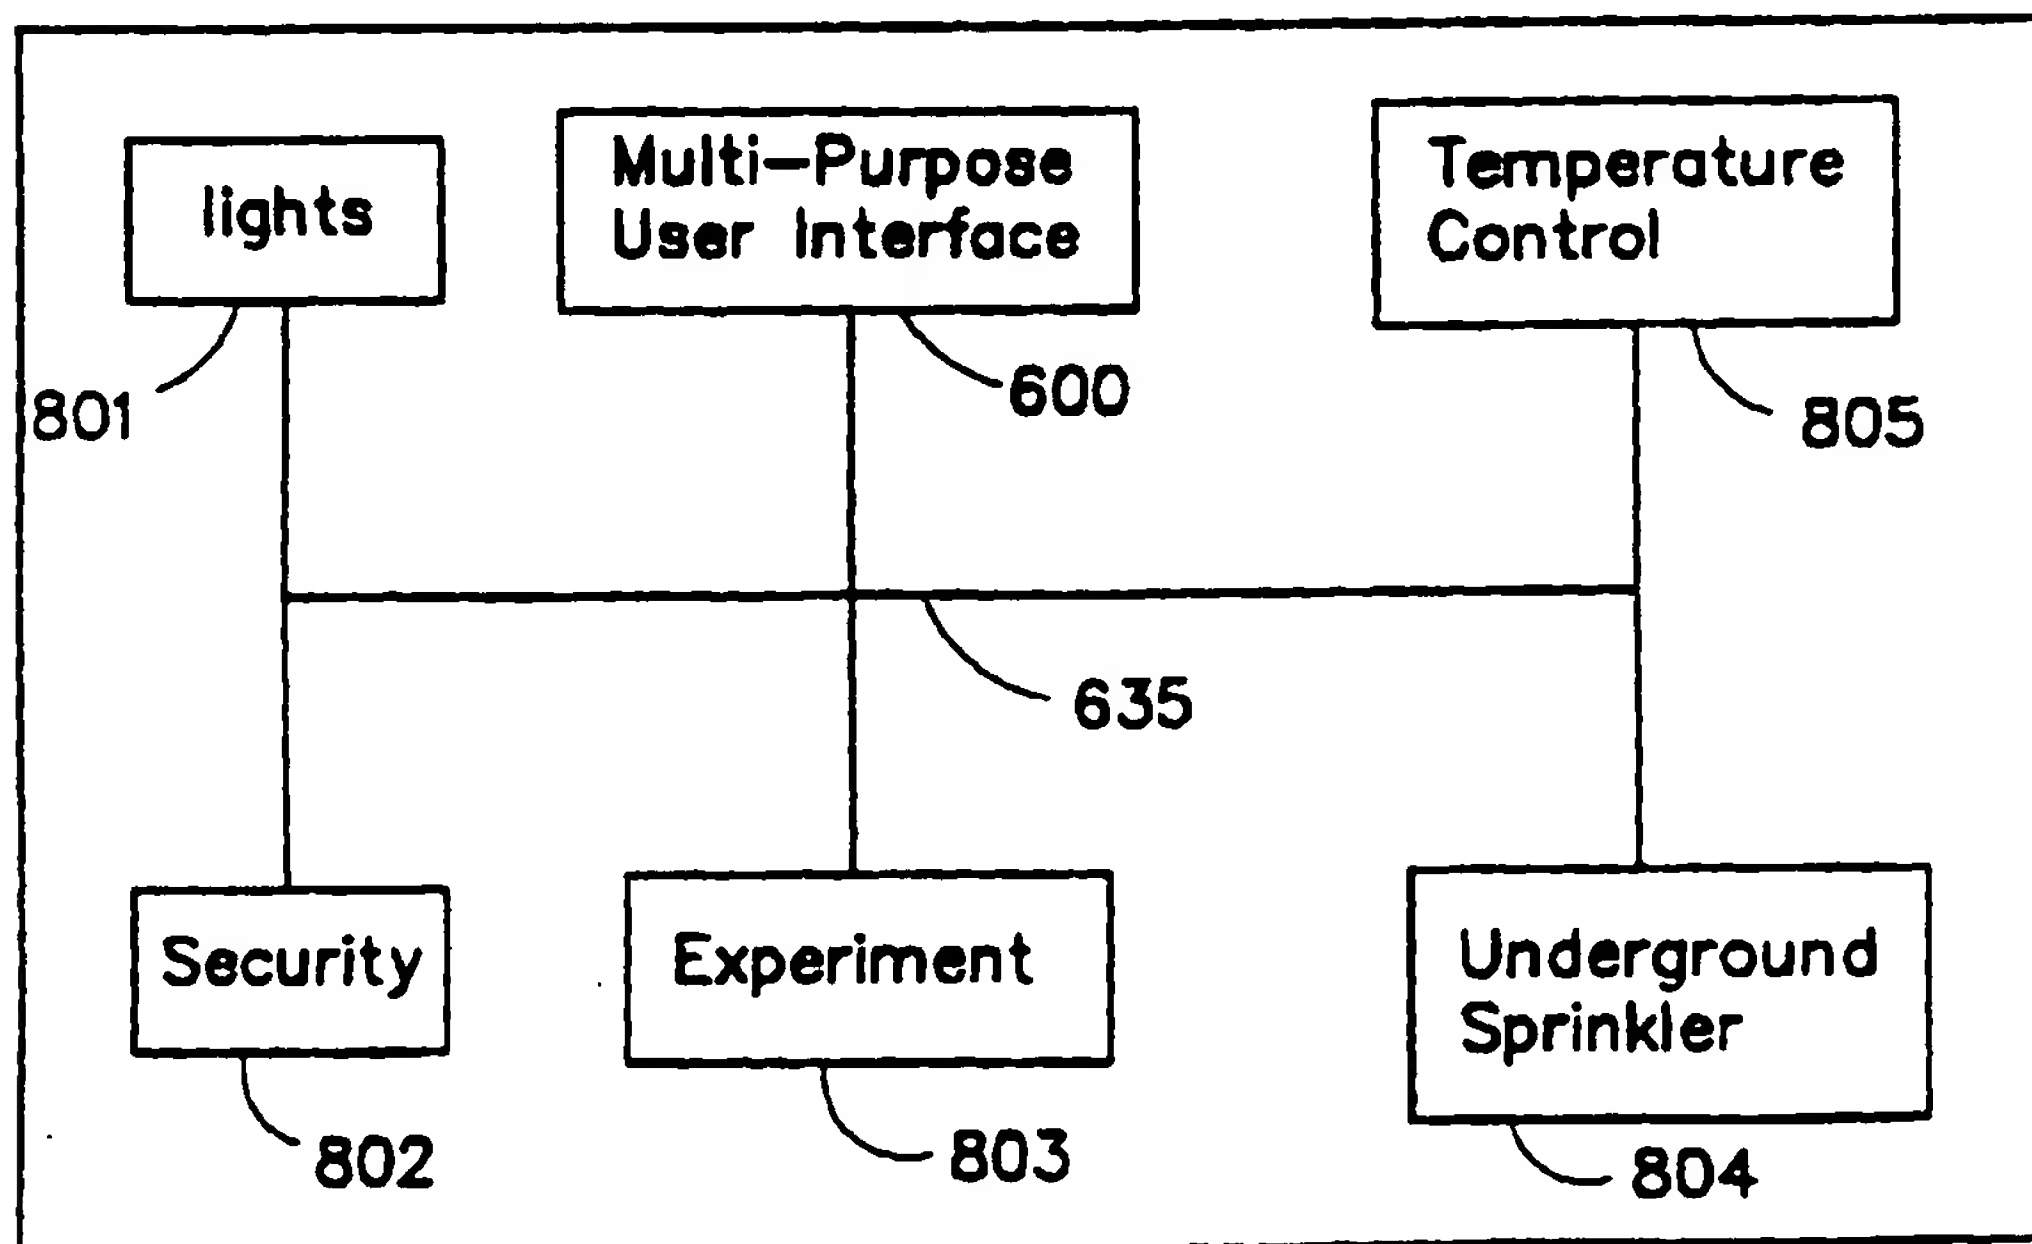 lights
Multi-Purpose
User Interface
Temperature
Control
801
600
805
635
Security
Experiment
Underground
Sprinkler
802
803
804